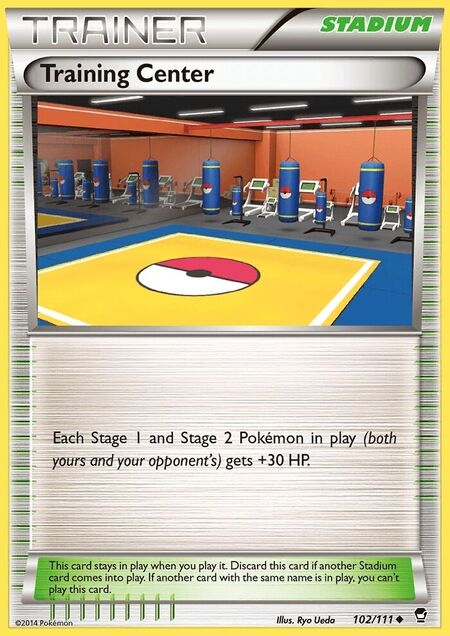 TRAINER
STADIUM
Training Center
Each Stage 1 and Stage 2 Pokémon in play (both
yours and your opponent's) gets +30 HP.
This card stays in play when you play it. Discard this card if another Stadium
card comes into play. If another card with the same name is in play, you can't
play this card.
©2014 Pokémon
Illus. Ryo Ueda
102/111